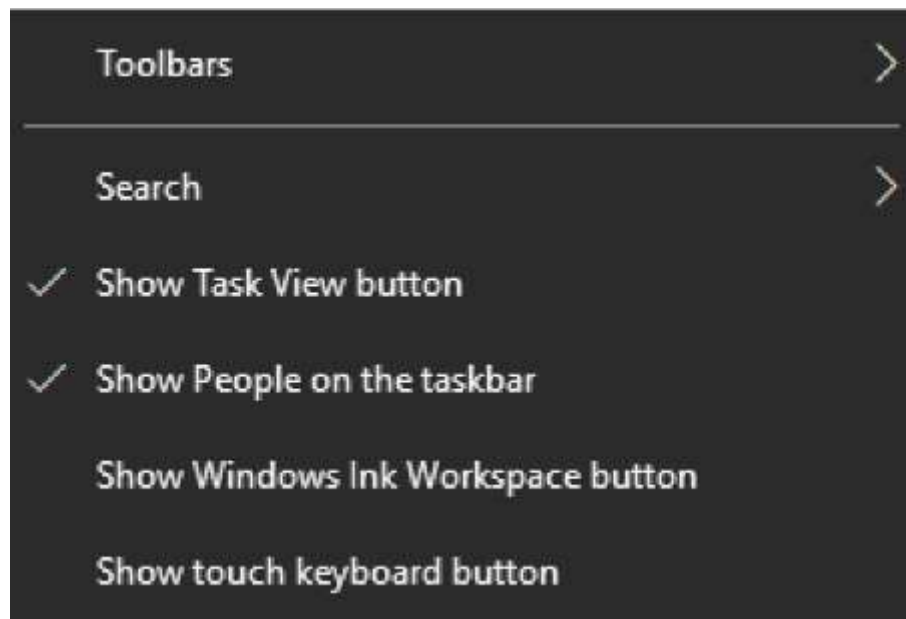 Toolbars
Search
Show Task View button
Show People on the taskbar
Show Windows Ink Workspace button
Show touch keyboard button